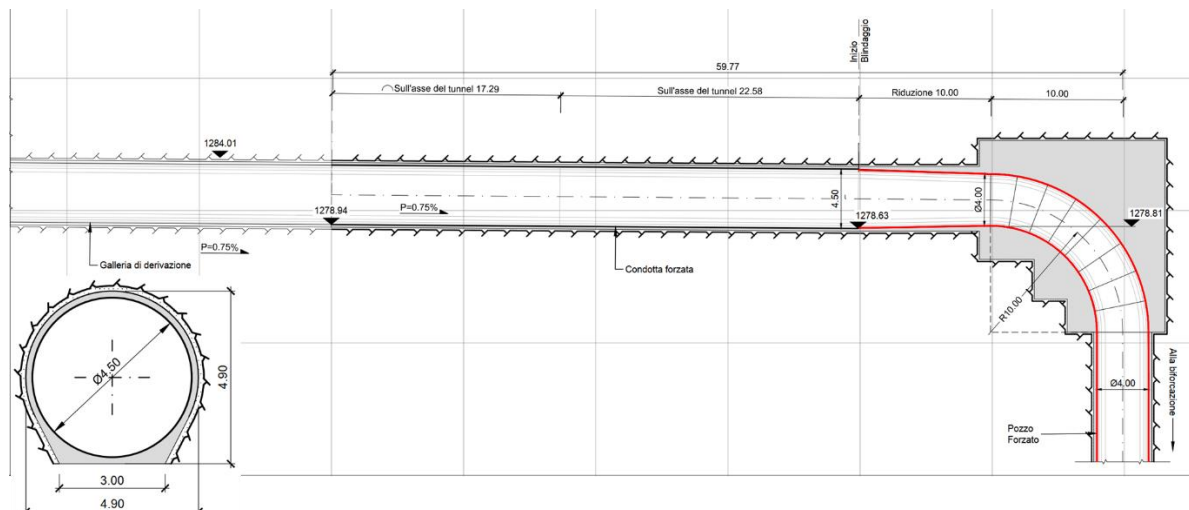 Inizio
Blindaggio
59.77
Sull'asse del tunnel 17.29
Sull'asse del tunnel 22.58
Riduzione 10.00
10.00
1284.01
1278.94
P=0.75%
4.50
1278.63
Ø4.00
1278.81
P=0.75%
Galleria di derivazione
Condotta forzata
R10.00
Ø4.50
4.90
3.00
4.90
Ø4.00
Pozzo
Forzato
Alla biforcazione